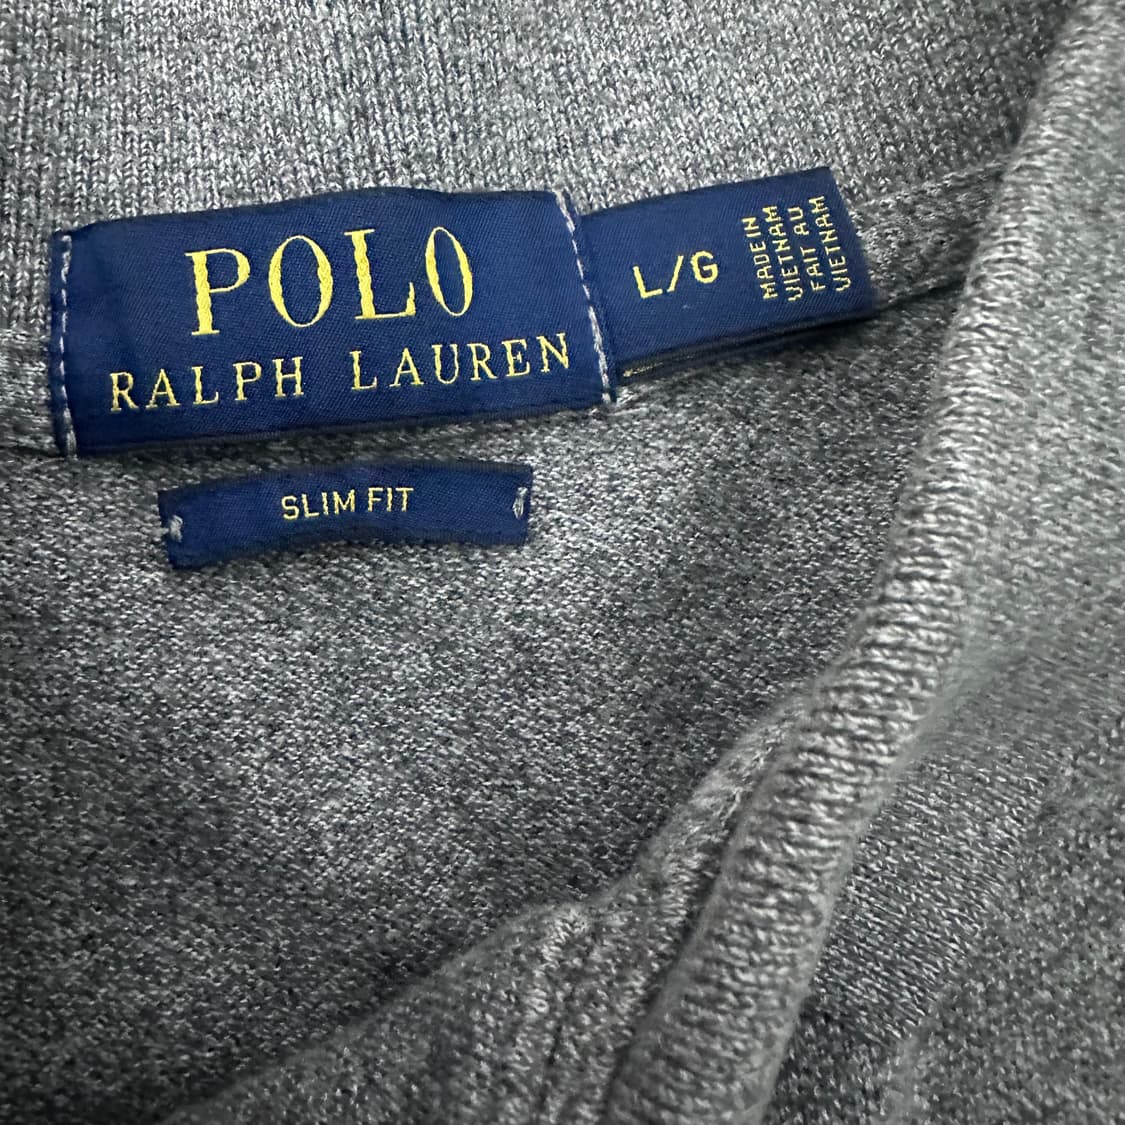 POLO
RALPH LAUREN
L/G
MADE IN
VIETNAM
FAIT AU
VIETNAM
SLIM FIT